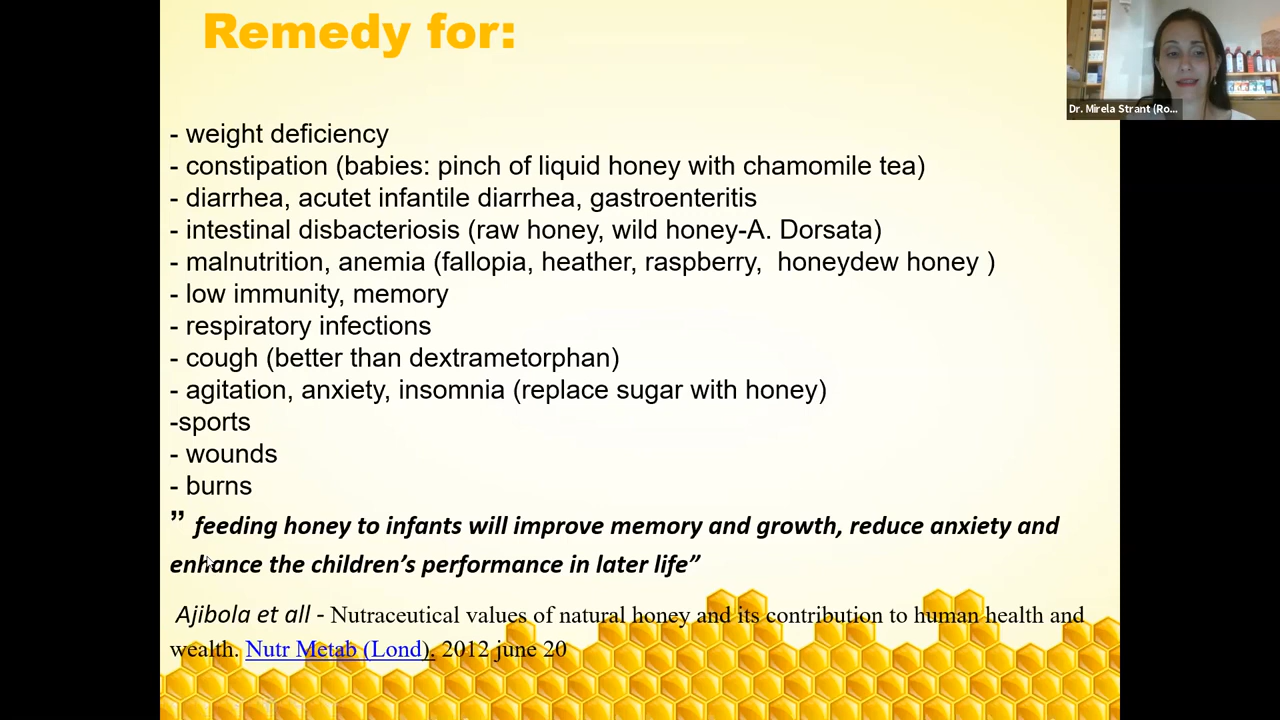 Remedy for:
Dr. Mirela Strant (Ro...
- weight deficiency
- constipation (babies: pinch of liquid honey with chamomile tea)
- diarrhea, acutet infantile diarrhea, gastroenteritis
- intestinal disbacteriosis (raw honey, wild honey-A. Dorsata)
- malnutrition, anemia (fallopia, heather, raspberry,  honeydew honey )
- low immunity, memory
- respiratory infections
- cough (better than dextrametorphan)
- agitation, anxiety, insomnia (replace sugar with honey)
-sports
- wounds
- burns
” feeding honey to infants will improve memory and growth, reduce anxiety and
enhance the children’s performance in later life”
Ajibola et all - Nutraceutical values of natural honey and its contribution to human health and
wealth. Nutr Metab (Lond). 2012 june 20